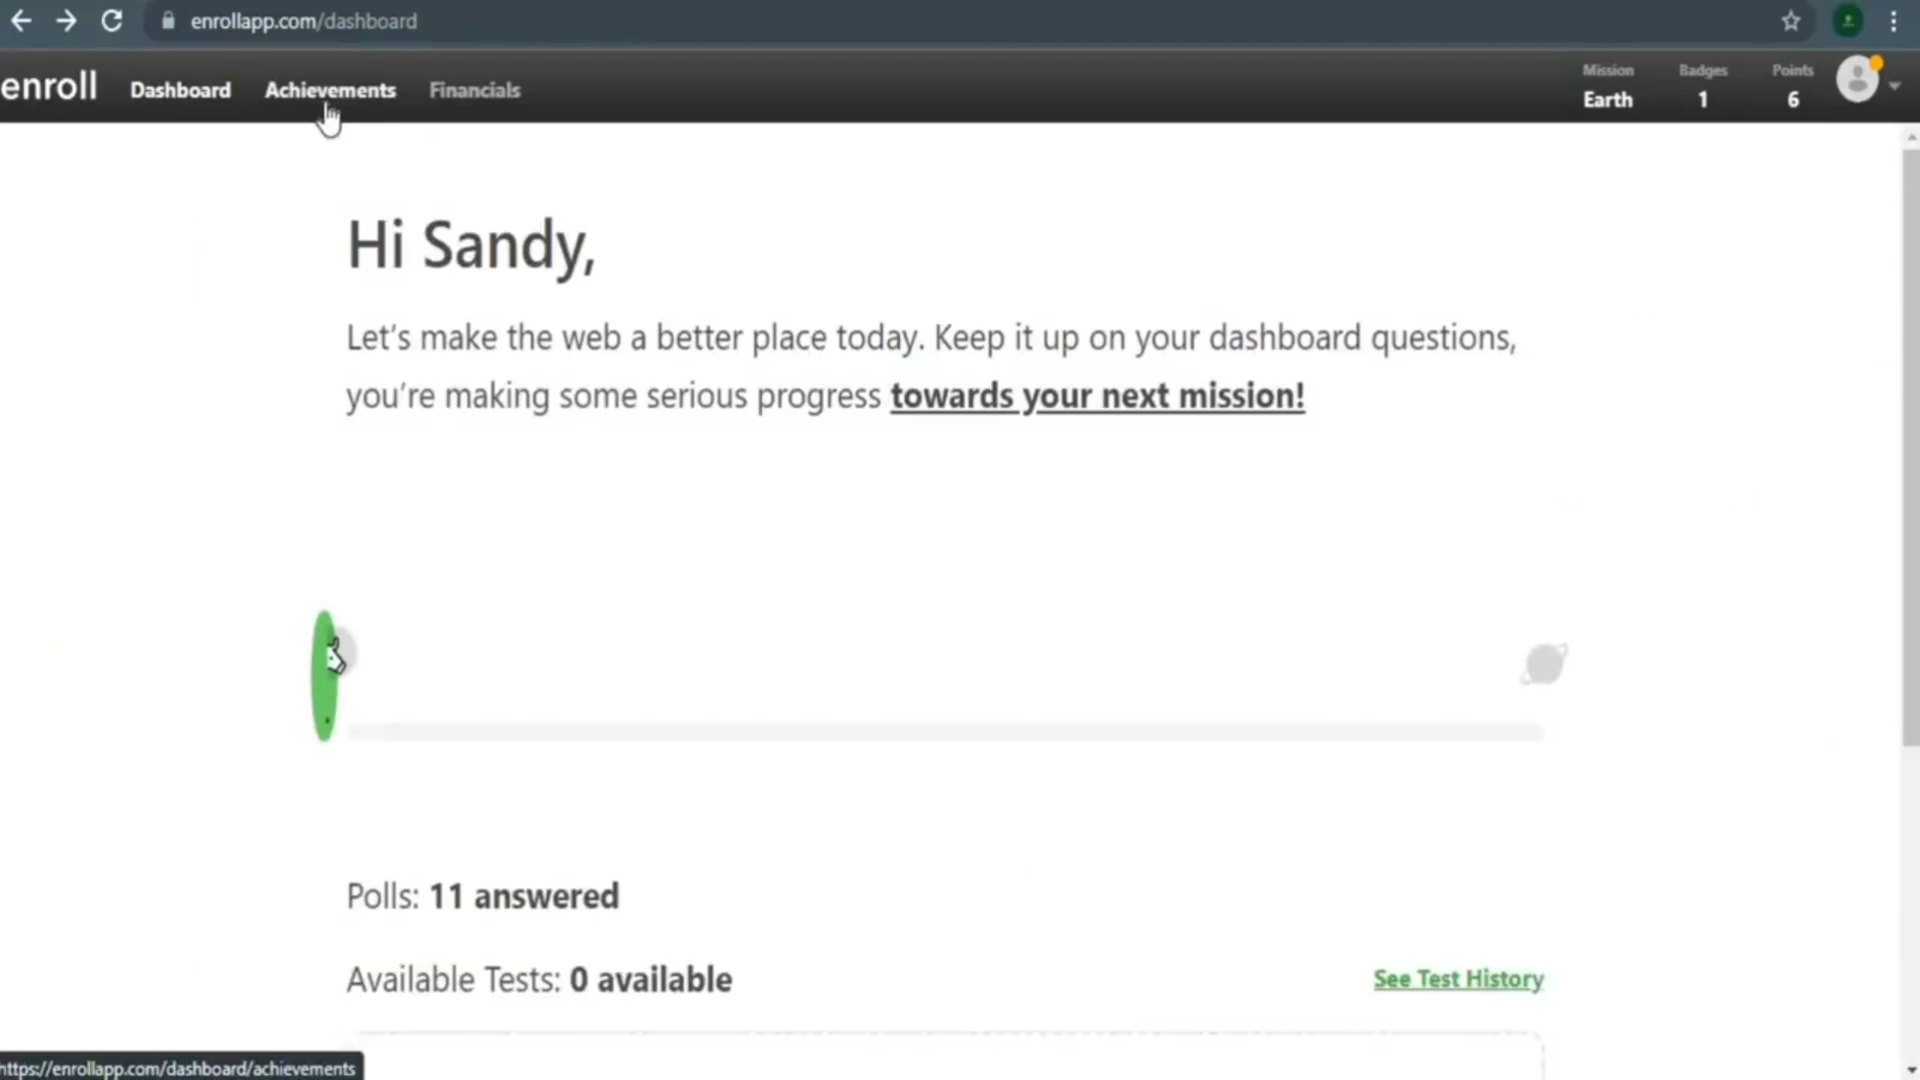 enrollapp.com/dashboard
enroll
Dashboard
Achievements
Financials
Mission
Earth
Badges
1
Points
6
Hi Sandy,
Let's make the web a better place today. Keep it up on your dashboard questions,
you're making some serious progress towards your next mission!
Polls: 11 answered
Available Tests: 0 available
See Test History
https://enrollapp.com/dashboard/achievements